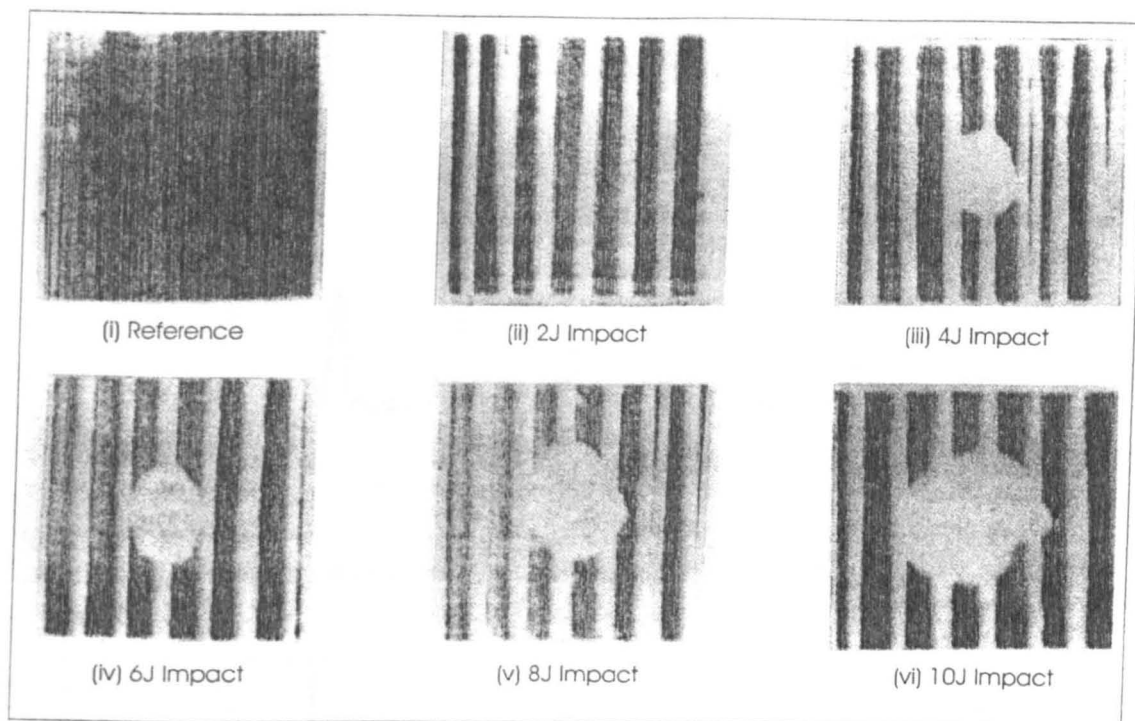 (i) Reference
(ii) 2J Impact
(iii) 4J Impact
(iv) 6J Impact
(v) 8J Impact
(vi) 10J Impact